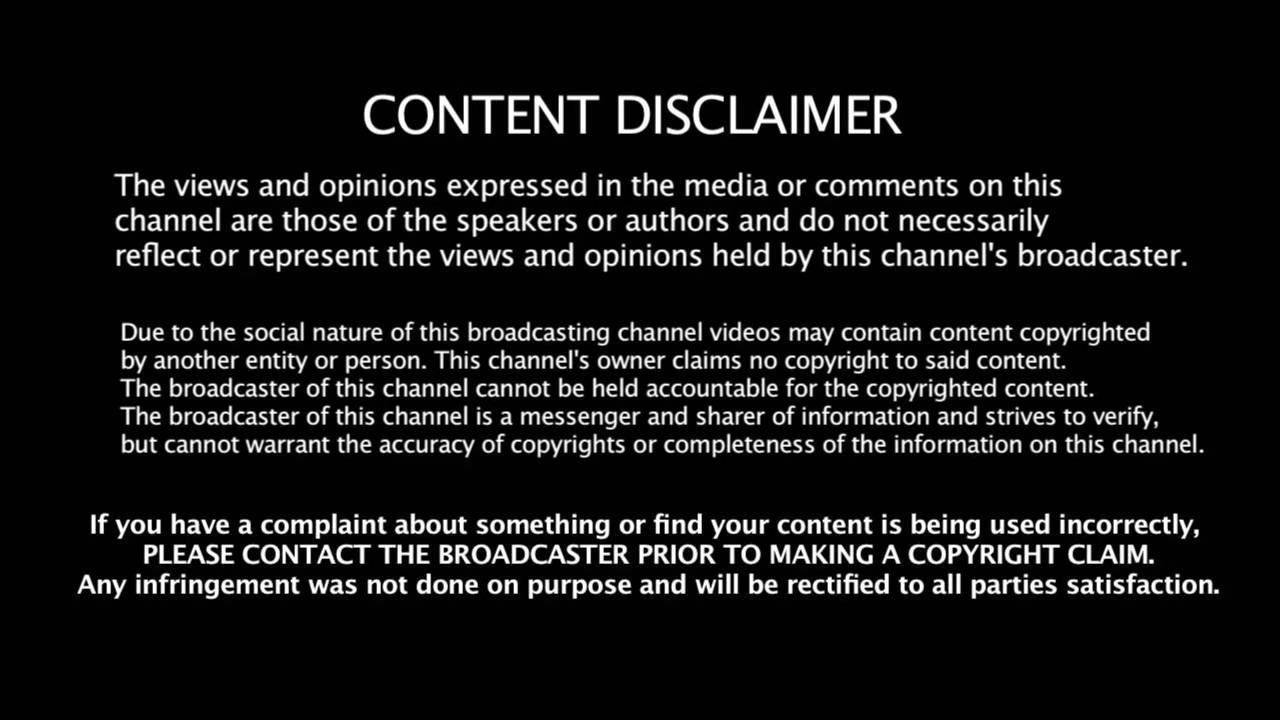 CONTENT DISCLAIMER
The views and opinions expressed in the media or comments on this
channel are those of the speakers or authors and do not necessarily
reflect or represent the views and opinions held by this channel's broadcaster.
Due to the social nature of this broadcasting channel videos may contain content copyrighted
by another entity or person. This channel's owner claims no copyright to said content.
The broadcaster of this channel cannot be held accountable for the copyrighted content.
The broadcaster of this channel is a messenger and sharer of information and strives to verify,
but cannot warrant the accuracy of copyrights or completeness of the information on this channel.
If you have a complaint about something or find your content is being used incorrectly,
PLEASE CONTACT THE BROADCASTER PRIOR TO MAKING A COPYRIGHT CLAIM.
Any infringement was not done on purpose and will be rectified to all parties satisfaction.